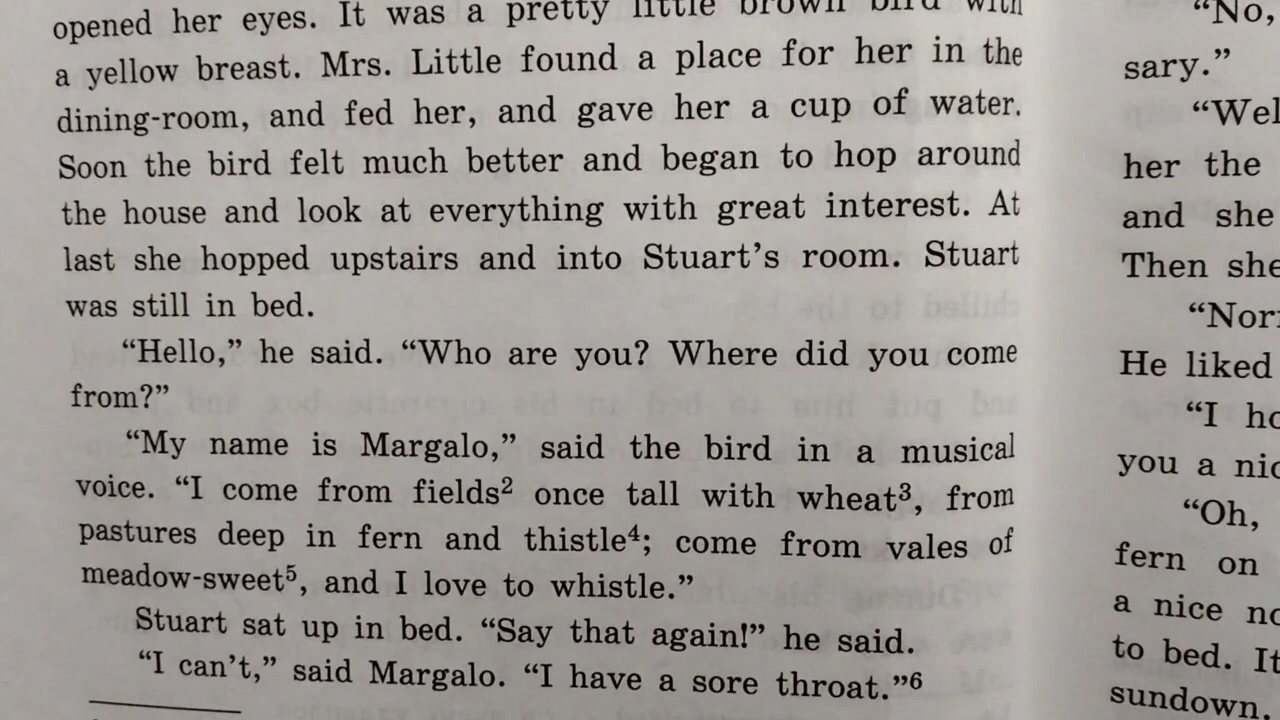 opened her eyes. It was a pretty little brown bird with
a yellow breast. Mrs. Little found a place for her in the
dining-room, and fed her, and gave her a cup of water.
Soon the bird felt much better and began to hop around
the house and look at everything with great interest. At
last she hopped upstairs and into Stuart’s room. Stuart
was still in bed.
“Hello,” he said. “Who are you? Where did you come
from?”
“My name is Margalo,” said the bird in a musical
voice. “I come from fields² once tall with wheat³, from
pastures deep in fern and thistle⁴; come from vales of
meadow-sweet⁵, and I love to whistle.”
Stuart sat up in bed. “Say that again!” he said.
“I can’t,” said Margalo. “I have a sore throat.”⁶
“No,
sary.”
her the
and she
Then she
He liked
“I
you a
“Oh,
fern on
a nice
to bed.
sundown.